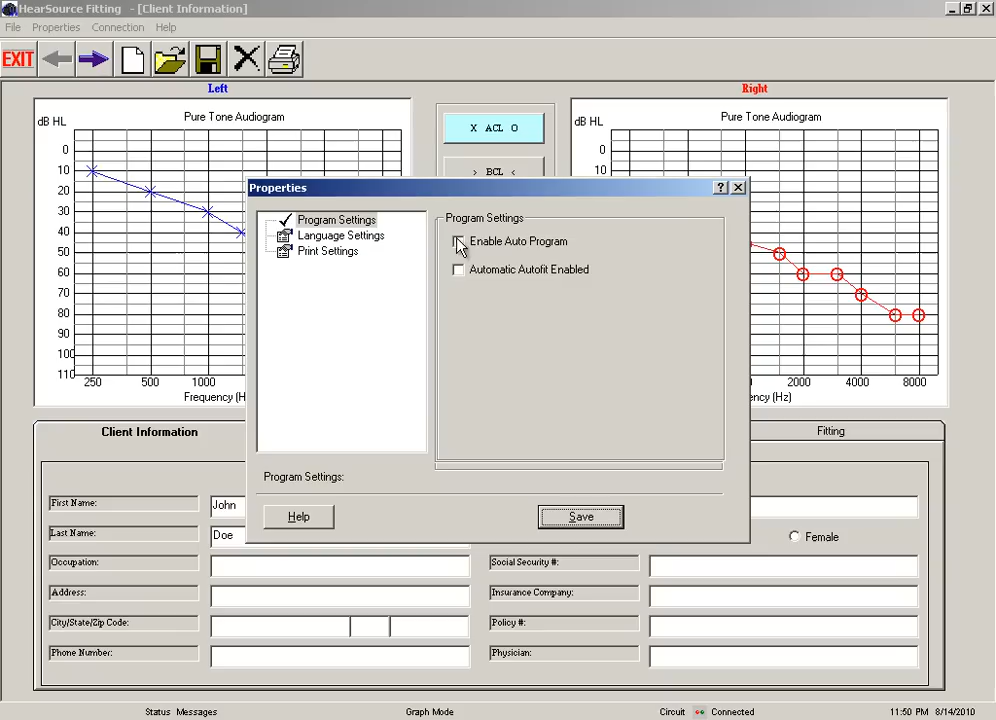 HearSource Fitting - [Client Information]
File Properties Connection Help
EXIT
Left
Right
Pure Tone Audiogram
dB HL
0
10
20
30
40
50
60
70
80
90
100
110
250 500 1000
Frequency (H
X ACL O
> BCL <
Pure Tone Audiogram
dB HL
0
10
2000 4000 8000
ency (Hz)
Properties
Program Settings
Language Settings
Print Settings
Program Settings
Enable Auto Program
Automatic Autofit Enabled
Program Settings:
Help
Save
Client Information
Fitting
First Name:
John
Last Name:
Doe
Female
Occupation:
Social Security #:
Address:
Insurance Company:
City/State/Zip Code:
Policy #:
Phone Number:
Physician:
Status Messages
Graph Mode
Circuit Connected
11:50 PM 8/14/2010